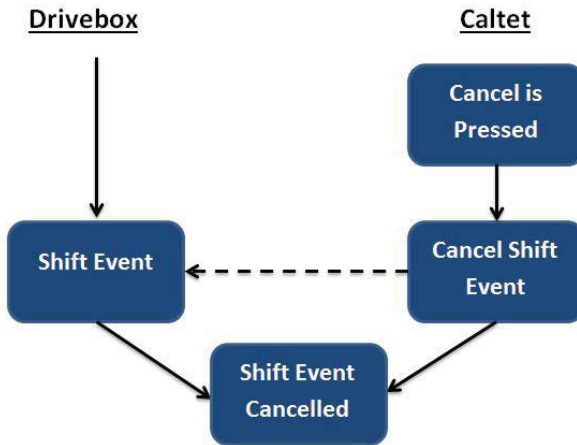 Drivebox
Caltet
Cancel is
Pressed
Shift Event
Cancel Shift
Event
Shift Event
Cancelled